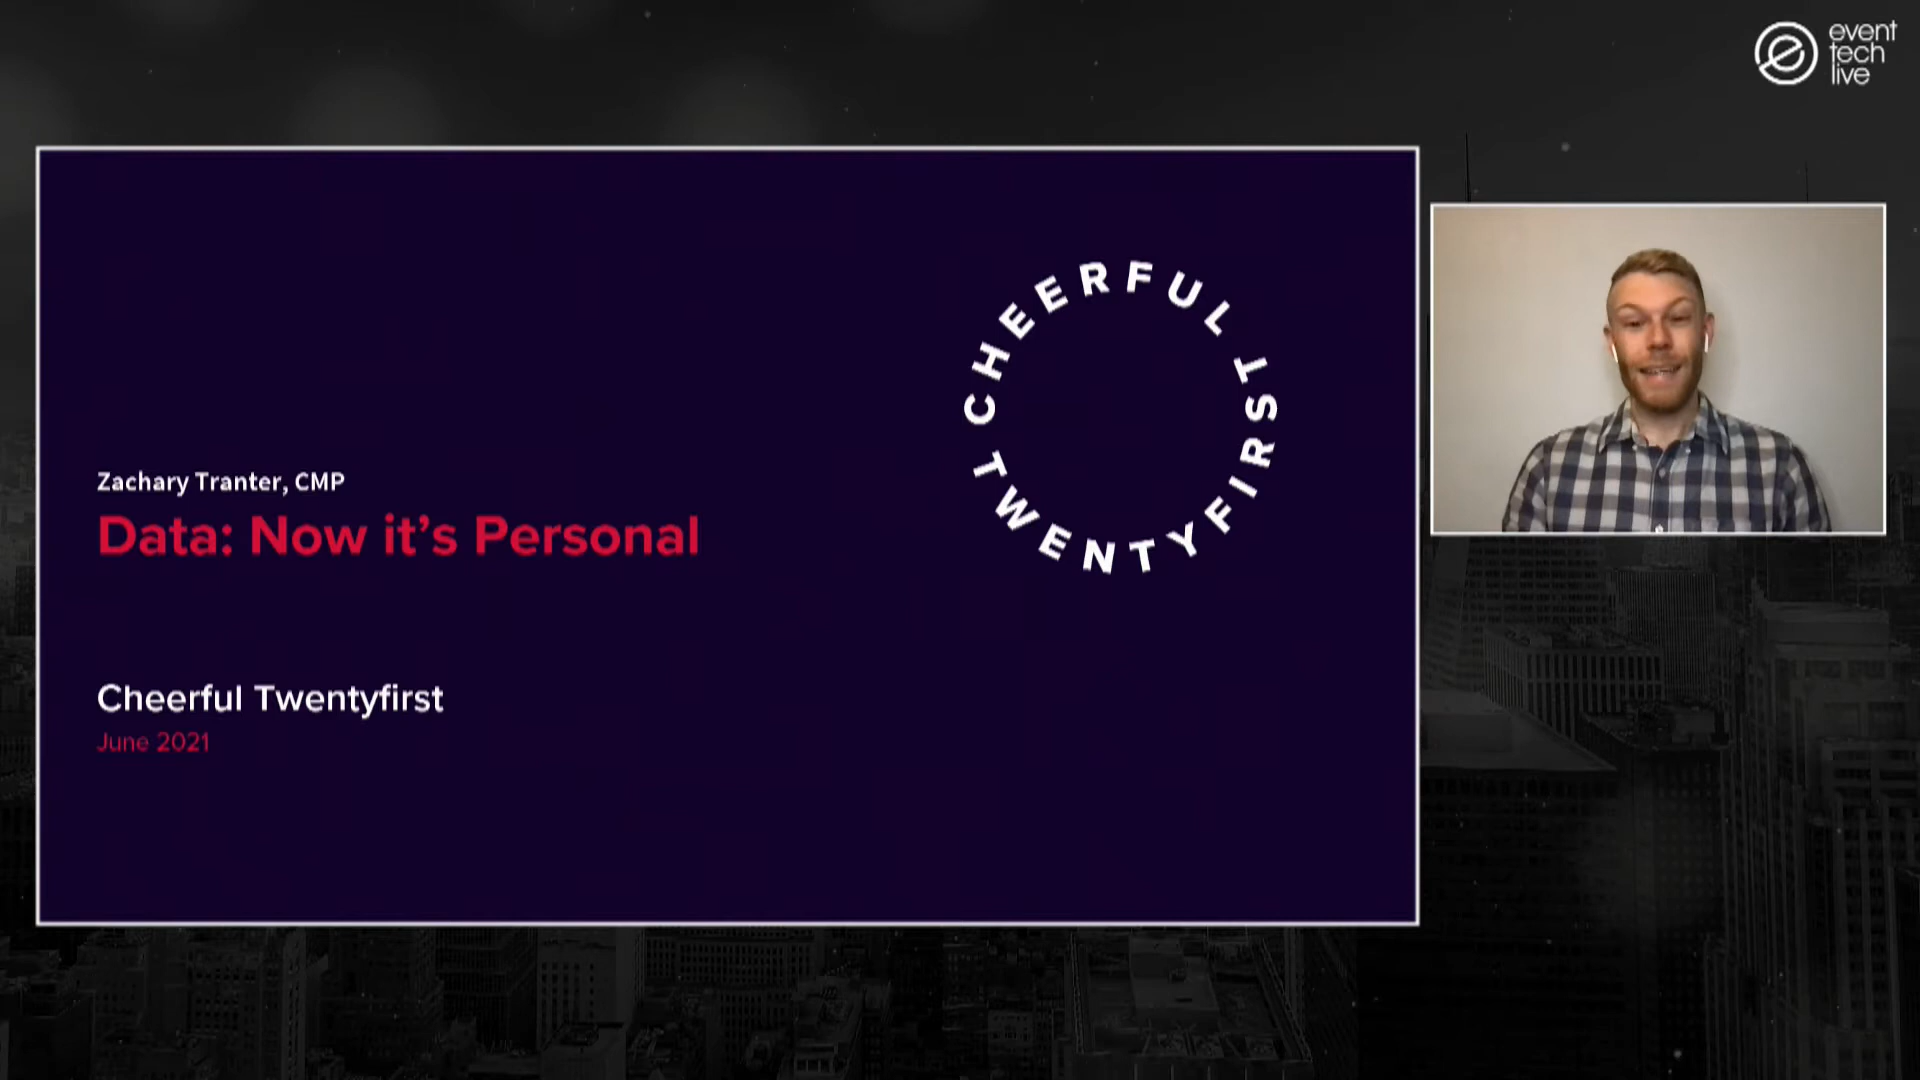 event
tech
live
CHEERFUL TWENTYFIRST
Zachary Tranter, CMP
Data: Now it's Personal
Cheerful Twentyfirst
June 2021